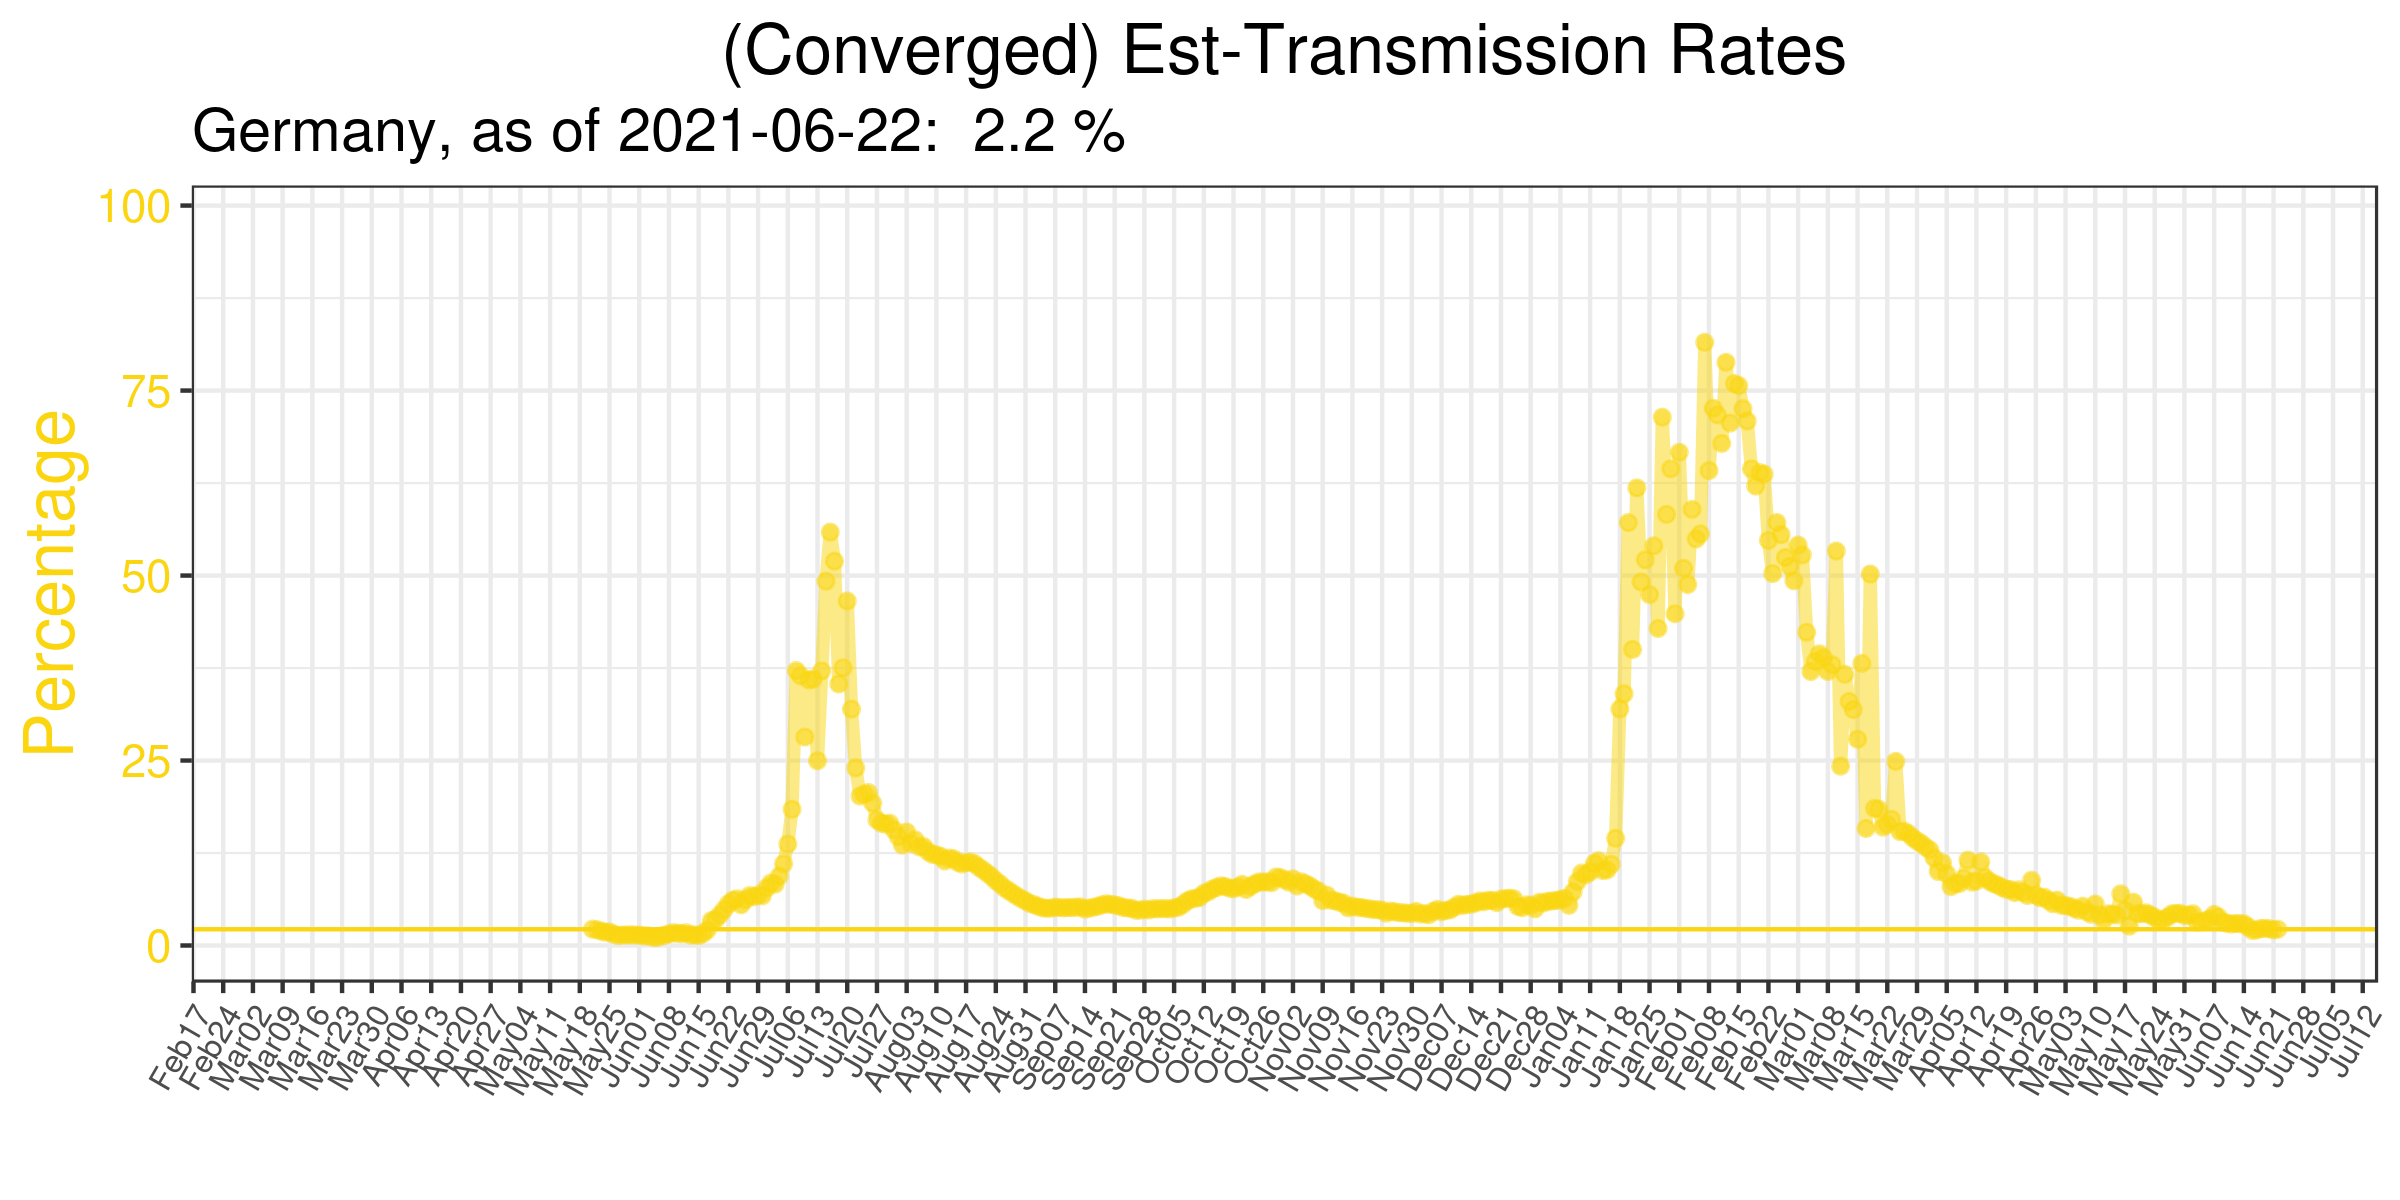 (Converged) Est-Transmission Rates
Germany, as of 2021-06-22: 2.2 %
Percentage
100
75
50
25
0
Feb17
Feb24
Mar02
Mar09
Mar16
Mar23
Mar30
Apr06
Apr13
Apr20
Apr27
May04
May11
May18
May25
Jun01
Jun08
Jun15
Jun22
Jun29
Jul06
Jul13
Jul20
Jul27
Aug03
Aug10
Aug17
Aug24
Aug31
Sep07
Sep14
Sep21
Sep28
Oct05
Oct12
Oct19
Oct26
Nov02
Nov09
Nov16
Nov23
Nov30
Dec07
Dec14
Dec21
Dec28
Jan04
Jan11
Jan18
Jan25
Feb01
Feb08
Feb15
Feb22
Mar01
Mar08
Mar15
Mar22
Mar29
Apr05
Apr12
Apr19
Apr26
May03
May10
May17
May24
May31
Jun07
Jun14
Jun21
Jun28
Jul05
Jul12